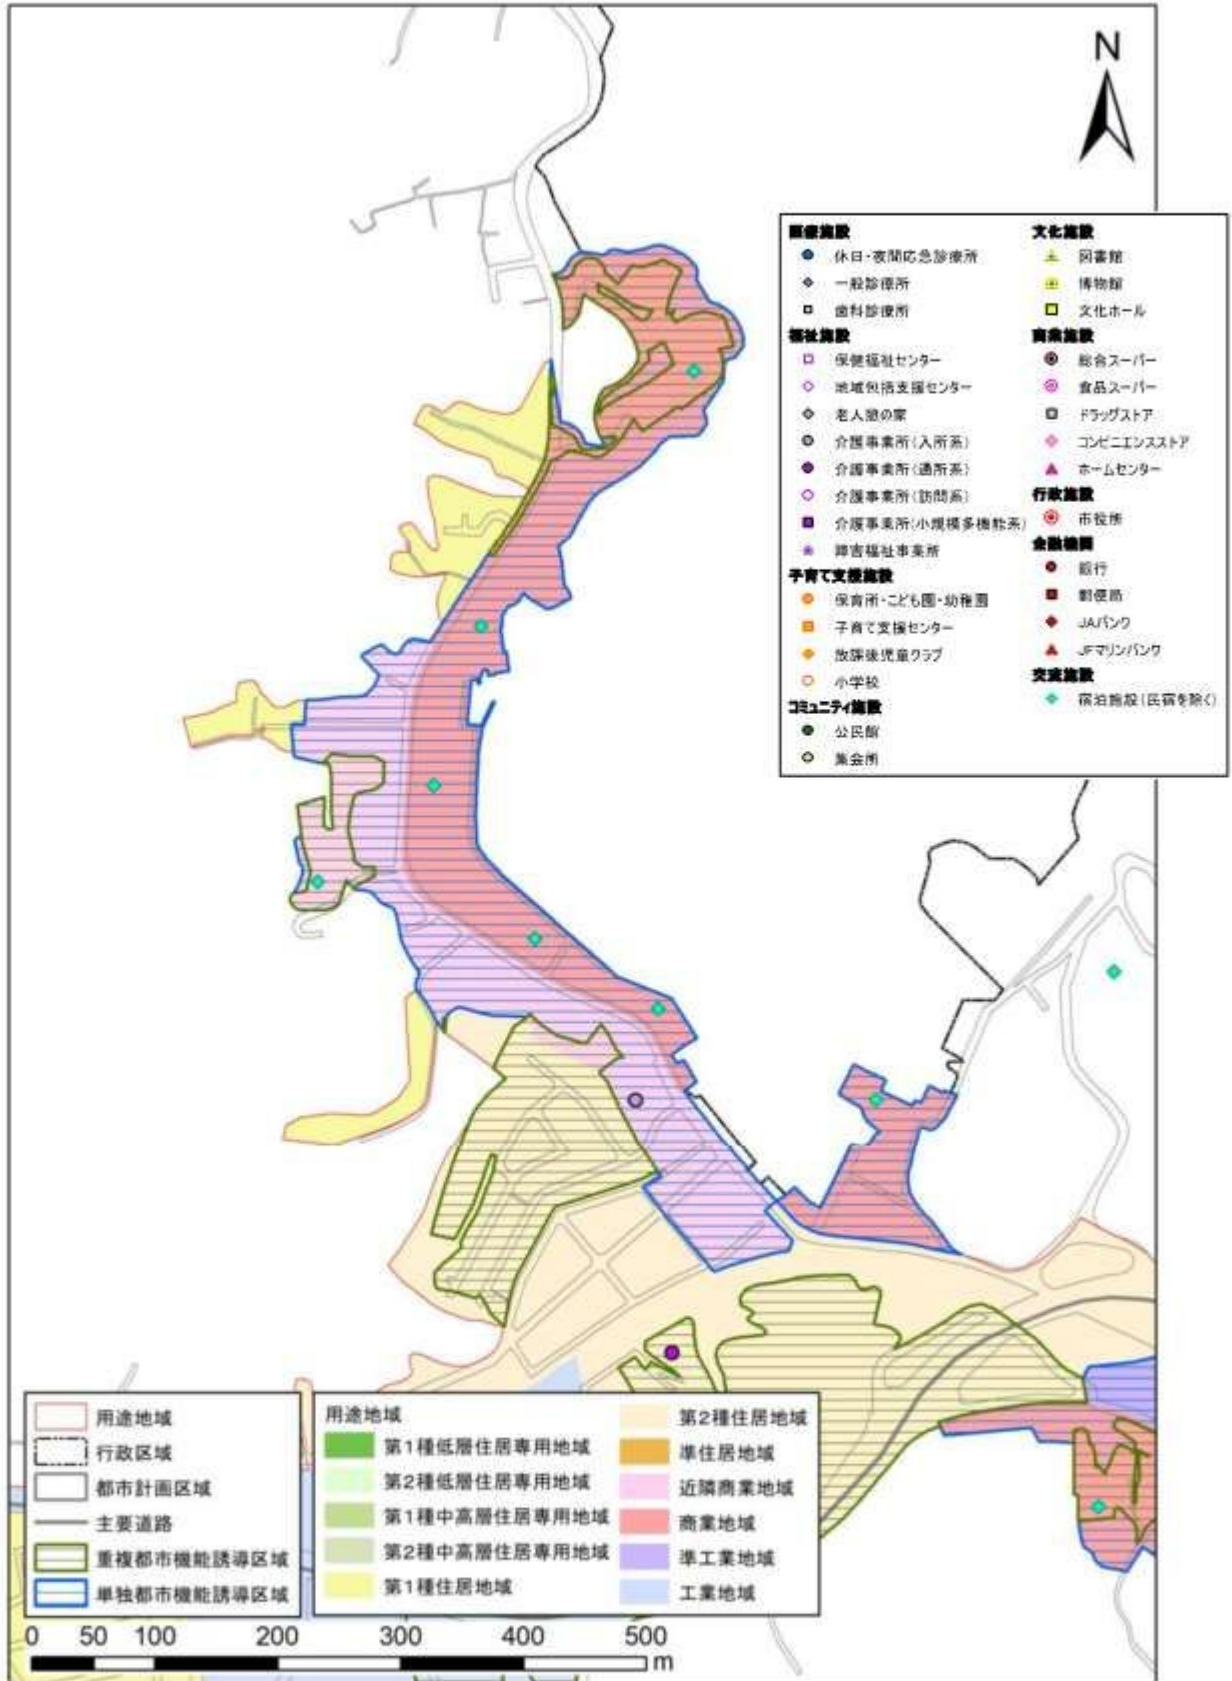 N
医療施設
休日・夜間応急診療所
一般診療所
歯科診療所
福祉施設
保健福祉センター
地域包括支援センター
老人憩の家
介護事業所(入所系)
介護事業所(通所系)
介護事業所(訪問系)
介護事業所(小規模多機能系)
障害福祉事業所
子育て支援施設
保育所・こども園・幼稚園
子育て支援センター
放課後児童クラブ
小学校
コミュニティ施設
公民館
集会所
文化施設
図書館
博物館
文化ホール
商業施設
総合スーパー
食品スーパー
ドラッグストア
コンビニエンスストア
ホームセンター
行政施設
市役所
金融機関
銀行
郵便局
JAバンク
JFマリンバンク
交流施設
宿泊施設(民宿を除く)
用途地域
行政区域
都市計画区域
主要道路
重複都市機能誘導区域
単独都市機能誘導区域
用途地域
第1種低層住居専用地域
第2種低層住居専用地域
第1種中高層住居専用地域
第2種中高層住居専用地域
第1種住居地域
第2種住居地域
準住居地域
近隣商業地域
商業地域
準工業地域
工業地域
0 50 100 200 300 400 500
m